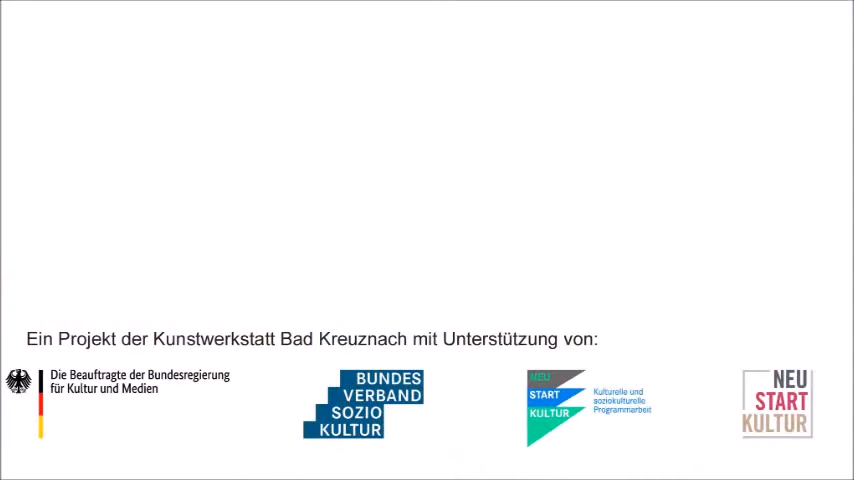 Ein Projekt der Kunstwerkstatt Bad Kreuznach mit Unterstützung von:
Die Beauftragte der Bundesregierung
für Kultur und Medien
BUNDES
VERBAND
SOZIO
KULTUR
NEU
START
KULTUR
Kulturelle und
soziokulturelle
Programmarbeit
NEU
START
KULTUR